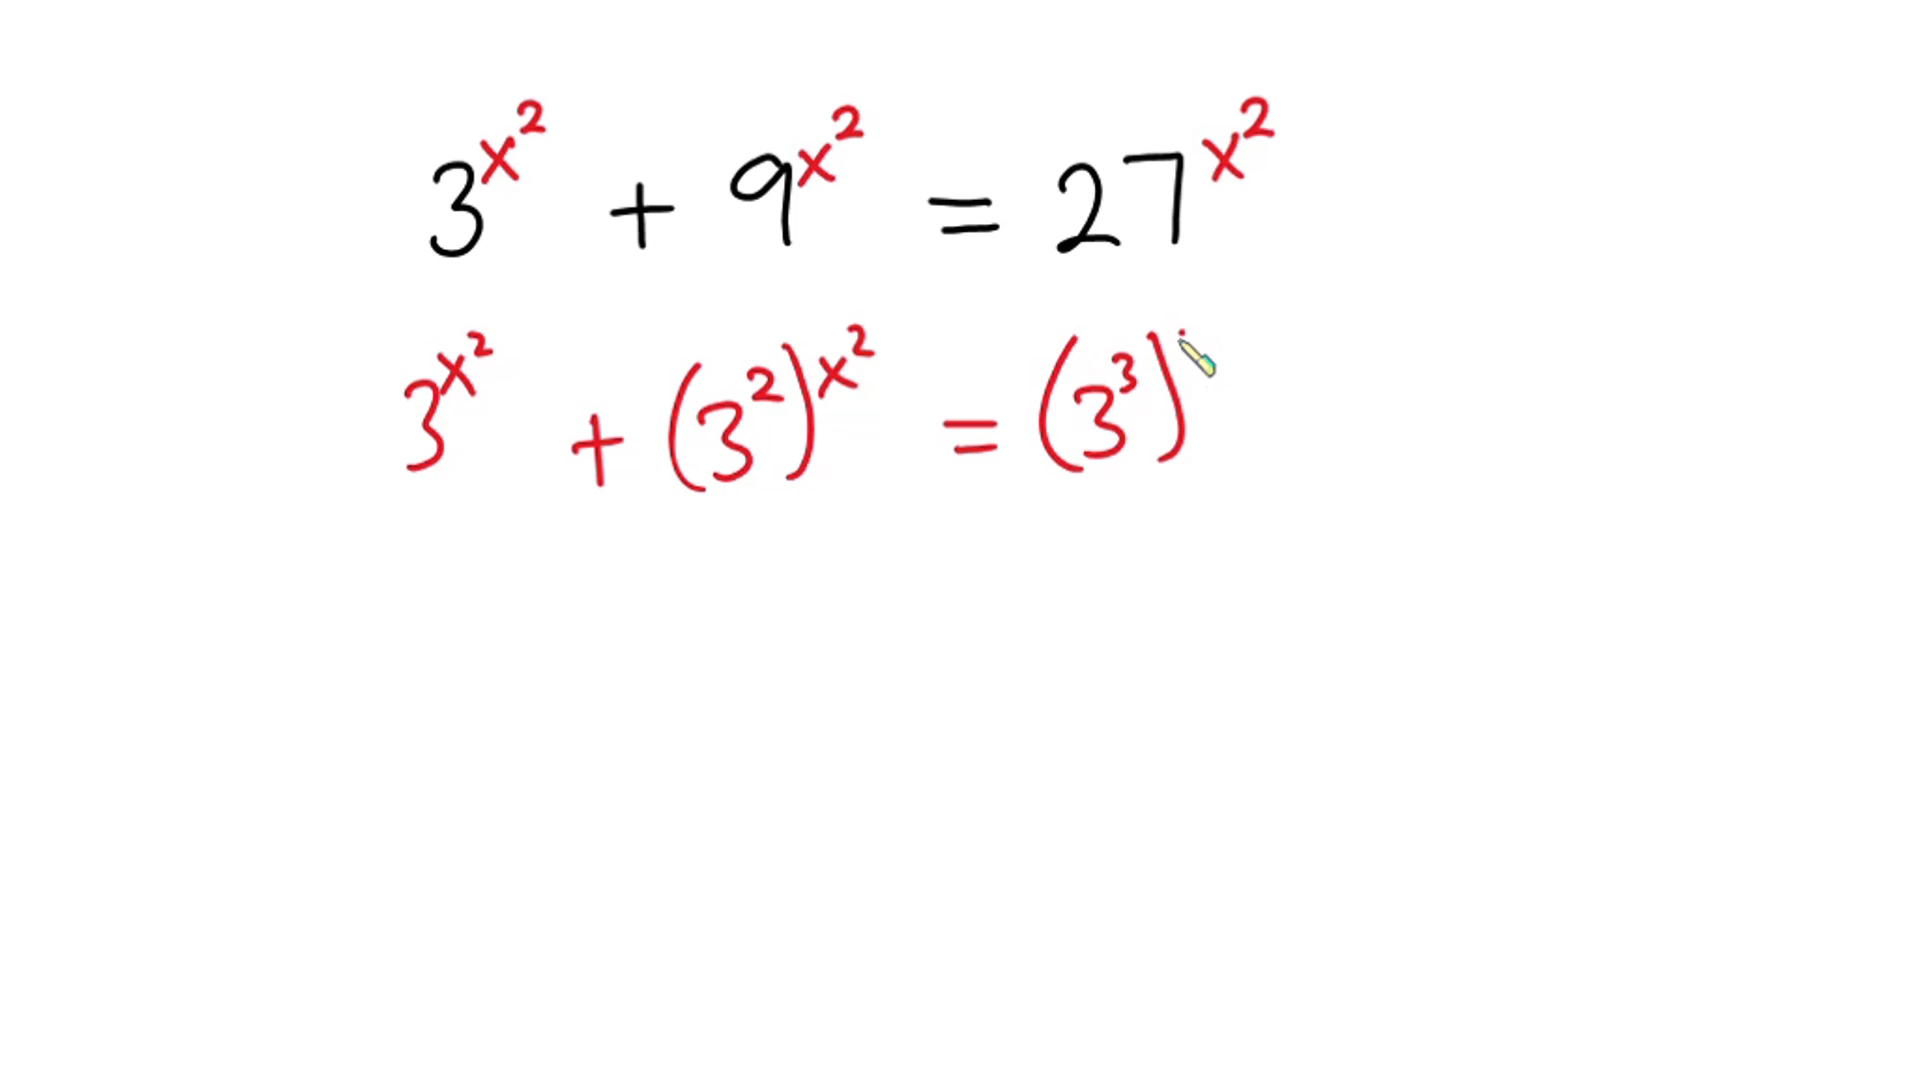 3^{x^2} + 9^{x^2} = 27^{x^2}
3^{x^2} + (3^2)^{x^2} = (3^3)